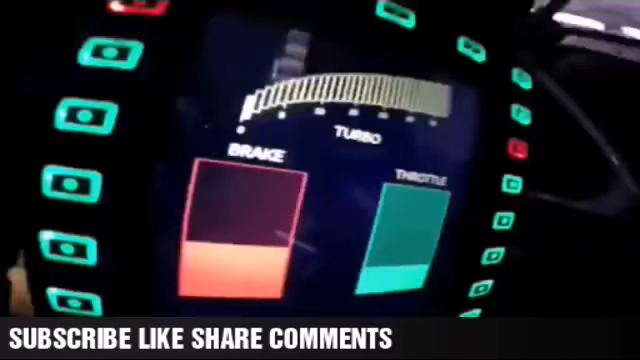 TURBO
BRAKE
THROTTLE
SUBSCRIBE LIKE SHARE COMMENTS